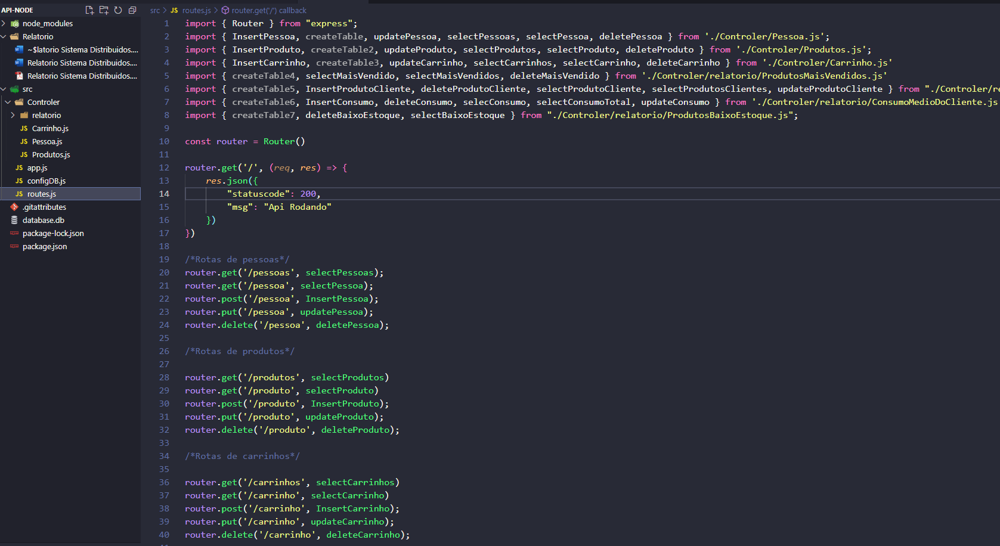 API-NODE
node_modules
Relatorio
~$latorio Sistema Distribuidos....
Relatorio Sistema Distribuidos....
Relatorio Sistema Distribuidos....
src
Controler
relatorio
JS Carrinho.js
JS Pessoa.js
JS Produtos.js
JS app.js
JS configDB.js
JS routes.js
.gitattributes
database.db
package-lock.json
package.json
src > JS routes.js > router.get('/') callback
1 import { Router } from "express";
2 import { InsertPessoa, createTable, updatePessoa, selectPessoas, selectPessoa, deletePessoa } from './Controler/Pessoa.js';
3 import { InsertProduto, createTable2, updateProduto, selectProdutos, selectProduto, deleteProduto } from './Controler/Produtos.js';
4 import { InsertCarrinho, createTable3, updateCarrinho, selectCarrinhos, selectCarrinho, deleteCarrinho } from './Controler/Carrinho.js'
5 import { createTable4, selectMaisVendido, selectMaisVendidos, deleteMaisVendido } from './Controler/relatorio/ProdutosMaisVendidos.js'
6 import { createTable5, InsertProdutoCliente, deleteProdutoCliente, selectProdutoCliente, selectProdutosClientes, updateProdutoCliente } from "./Controler/re
7 import { createTable6, InsertConsumo, deleteConsumo, selecConsumo, selectConsumoTotal, updateConsumo } from './Controler/relatorio/ConsumoMedioDoCliente.js
8 import { createTable7, deleteBaixoEstoque, selectBaixoEstoque } from "./Controler/relatorio/ProdutosBaixoEstoque.js";
9
10 const router = Router()
11
12 router.get('/', (req, res) => {
13 res.json({
14 "statuscode": 200,
15 "msg": "Api Rodando"
16 })
17 })
18
19 /*Rotas de pessoas*/
20 router.get('/pessoas', selectPessoas);
21 router.get('/pessoa', selectPessoa);
22 router.post('/pessoa', InsertPessoa);
23 router.put('/pessoa', updatePessoa);
24 router.delete('/pessoa', deletePessoa);
25
26 /*Rotas de produtos*/
27
28 router.get('/produtos', selectProdutos)
29 router.get('/produto', selectProduto)
30 router.post('/produto', InsertProduto);
31 router.put('/produto', updateProduto);
32 router.delete('/produto', deleteProduto);
33
34 /*Rotas de carrinhos*/
35
36 router.get('/carrinhos', selectCarrinhos)
37 router.get('/carrinho', selectCarrinho)
38 router.post('/carrinho', InsertCarrinho);
39 router.put('/carrinho', updateCarrinho);
40 router.delete('/carrinho', deleteCarrinho);